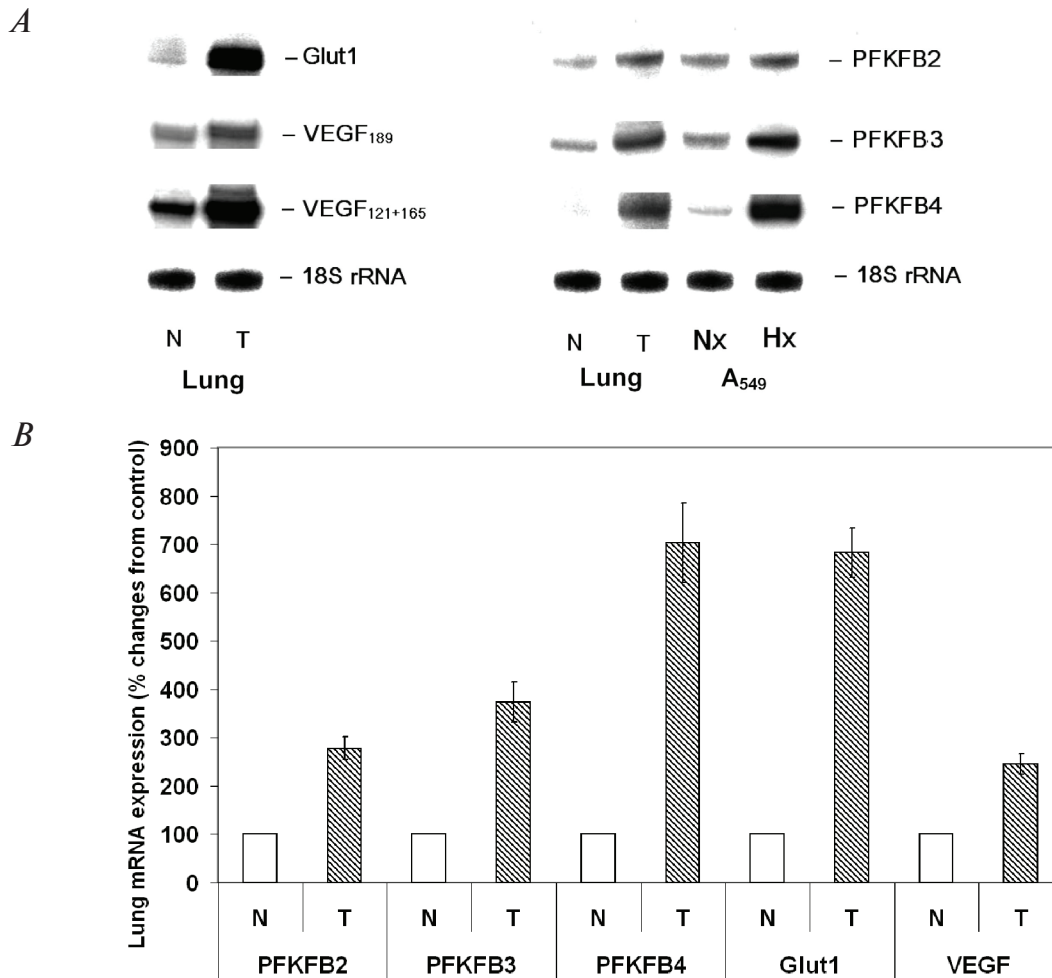 A
– Glut1
– VEGF189
– VEGF121+165
– 18S rRNA
N T
Lung
– PFKFB2
– PFKFB3
– PFKFB4
– 18S rRNA
N T Nx Hx
Lung A549
B
Lung mRNA expression (% changes from control)
900
800
700
600
500
400
300
200
100
0
N T N T N T N T N T
PFKFB2 PFKFB3 PFKFB4 Glut1 VEGF